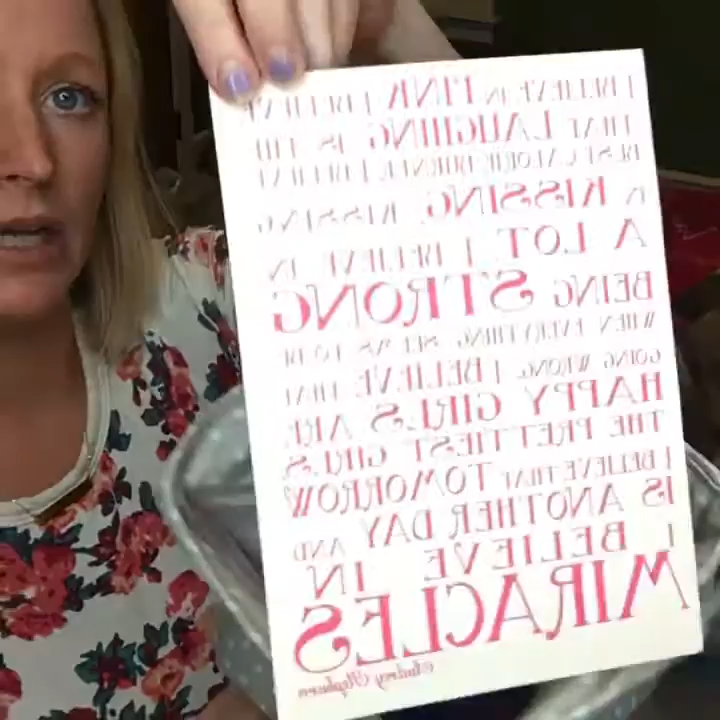 I BELIEVE IN PINK I BELIEVE
THAT LAUGHING IS THE
BEST CALORIE BURNER I BELIEVE
IN KISSING, KISSING
A LOT I BELIEVE IN
BEING STRONG
WHEN EVERYTHING SEEMS TO BE
GOING WRONG, I BELIEVE THAT
HAPPY GIRLS ARE
THE PRETTIEST GIRLS
I BELIEVE THAT TOMORROW
IS ANOTHER DAY AND
I BELIEVE IN
MIRACLES
Audrey Hepburn